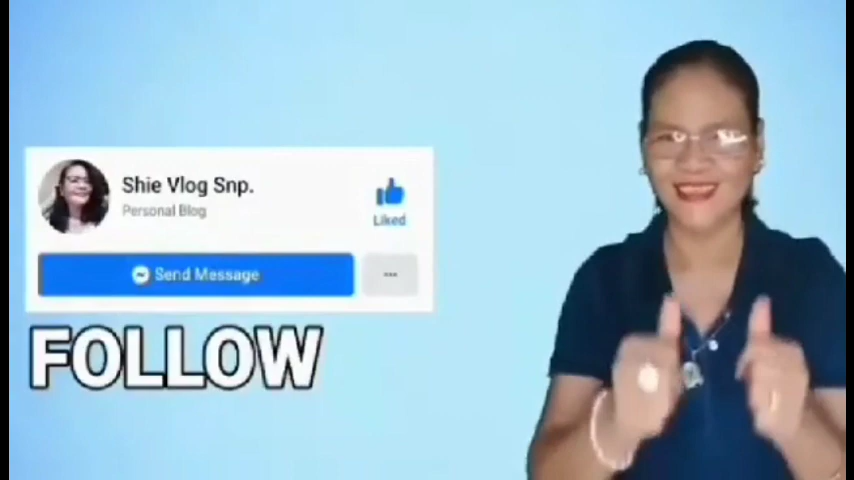 Shie Vlog Snp.
Personal Blog
Liked
Send Message
FOLLOW